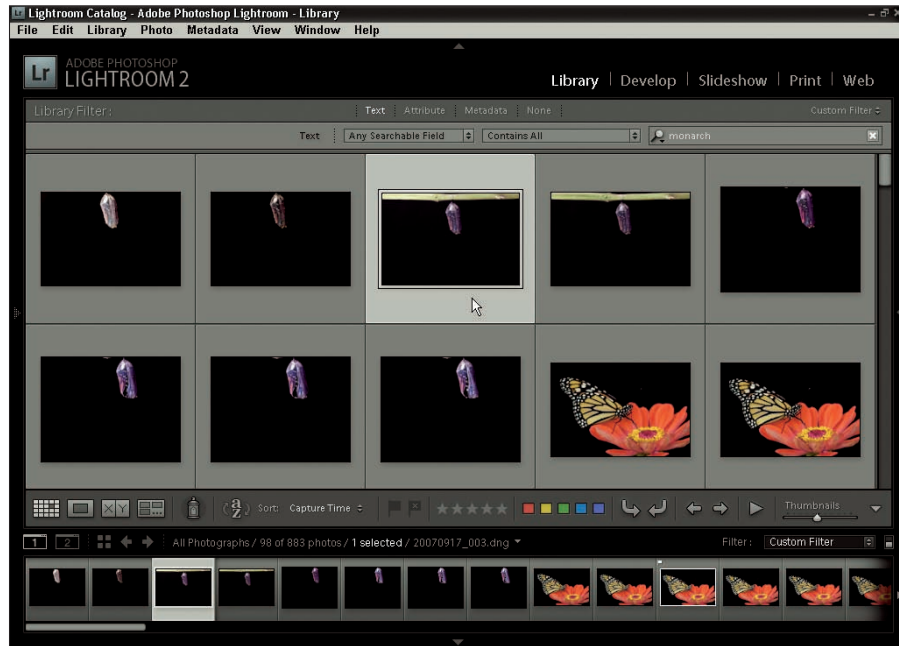 Lr Lightroom Catalog - Adobe Photoshop Lightroom - Library
File Edit Library Photo Metadata View Window Help
Lr ADOBE PHOTOSHOP
LIGHTROOM 2
Library | Develop | Slideshow | Print | Web
Library Filter: Text Attribute Metadata None Custom Filter
Text Any Searchable Field Contains All monarch
XY Sort: Capture Time Thumbnails
1 2 All Photographs / 98 of 883 photos / 1 selected / 20070917_003.dng Filter: Custom Filter